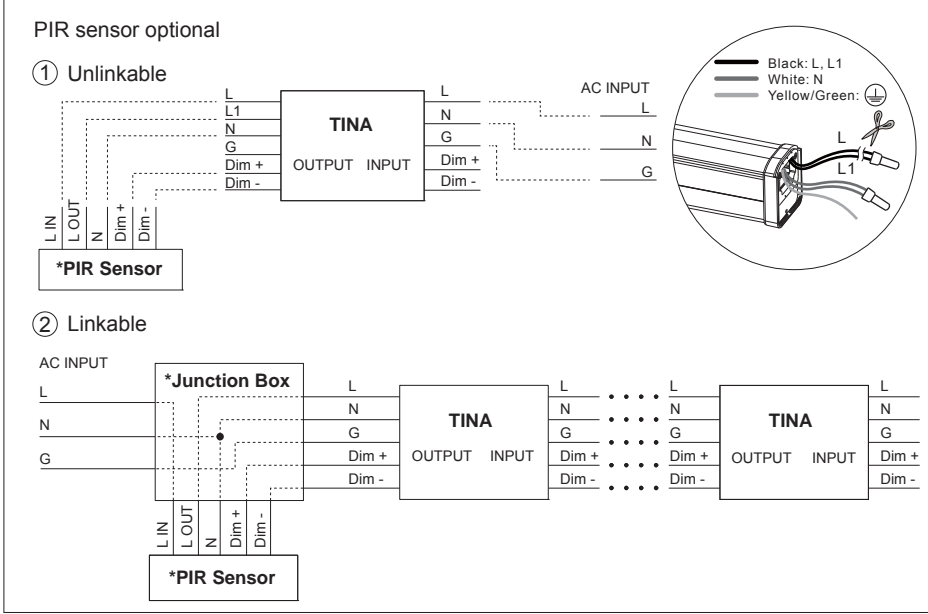 PIR sensor optional
1 Unlinkable
L
L1
N
G
Dim +
Dim -
TINA
OUTPUT INPUT
L
N
G
Dim +
Dim -
AC INPUT
L
N
G
L IN
L OUT
N
Dim +
Dim -
*PIR Sensor
Black: L, L1
White: N
Yellow/Green:
L
L1
2 Linkable
AC INPUT
L
N
G
*Junction Box
L IN
L OUT
N
Dim +
Dim -
*PIR Sensor
L
N
G
Dim +
Dim -
TINA
OUTPUT INPUT
L
N
G
Dim +
Dim -
L
N
G
Dim +
Dim -
TINA
OUTPUT INPUT
L
N
G
Dim +
Dim -